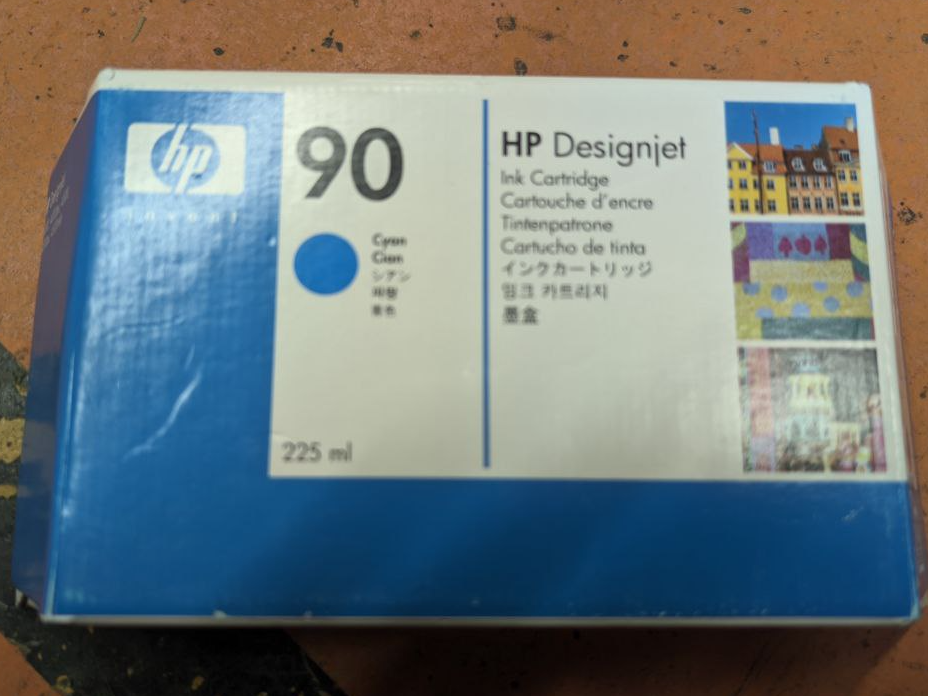 hp
invent
90
Cyan
Cian
シアン
225 ml
HP Designjet
Ink Cartridge
Cartouche d'encre
Tintenpatrone
Cartucho de tinta
インクカートリッジ
잉크 카트리지
墨盒